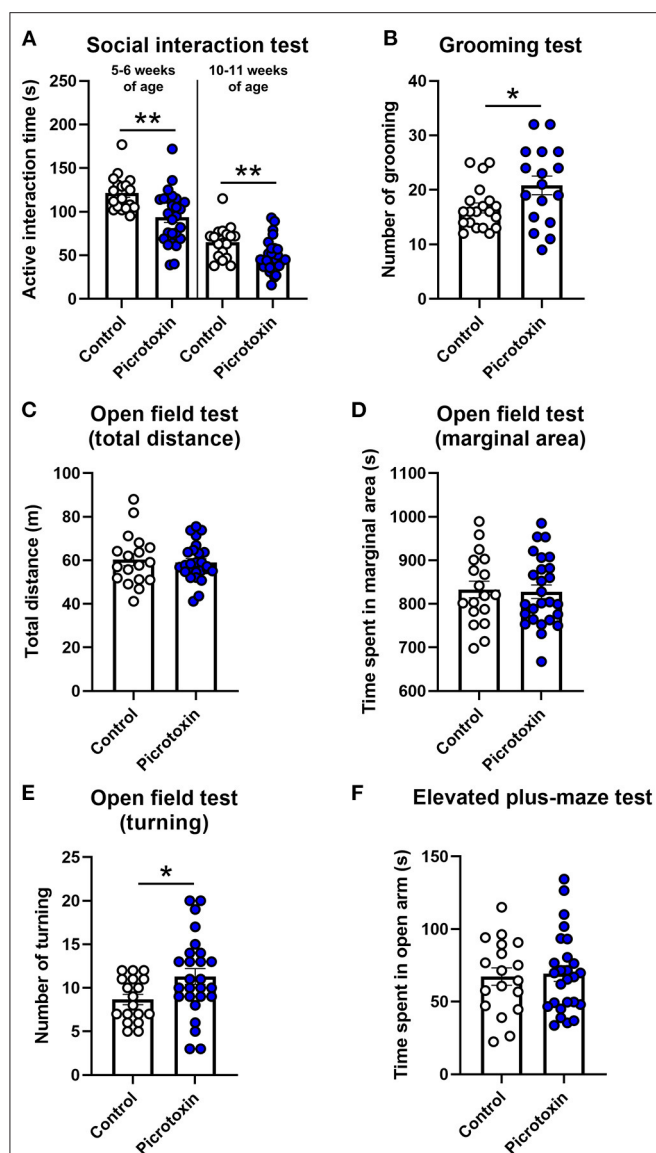 A
Social interaction test
5-6 weeks
of age
10-11 weeks
of age
Active interaction time (s)
250
200
150
100
50
0
**
**
Control
Picrotoxin
Control
Picrotoxin
B
Grooming test
Number of grooming
40
30
20
10
0
*
Control
Picrotoxin
C
Open field test
(total distance)
Total distance (m)
100
80
60
40
20
0
Control
Picrotoxin
D
Open field test
(marginal area)
Time spent in marginal area (s)
1100
1000
900
800
700
600
Control
Picrotoxin
E
Open field test
(turning)
Number of turning
25
20
15
10
5
0
*
Control
Picrotoxin
F
Elevated plus-maze test
Time spent in open arm (s)
150
100
50
0
Control
Picrotoxin